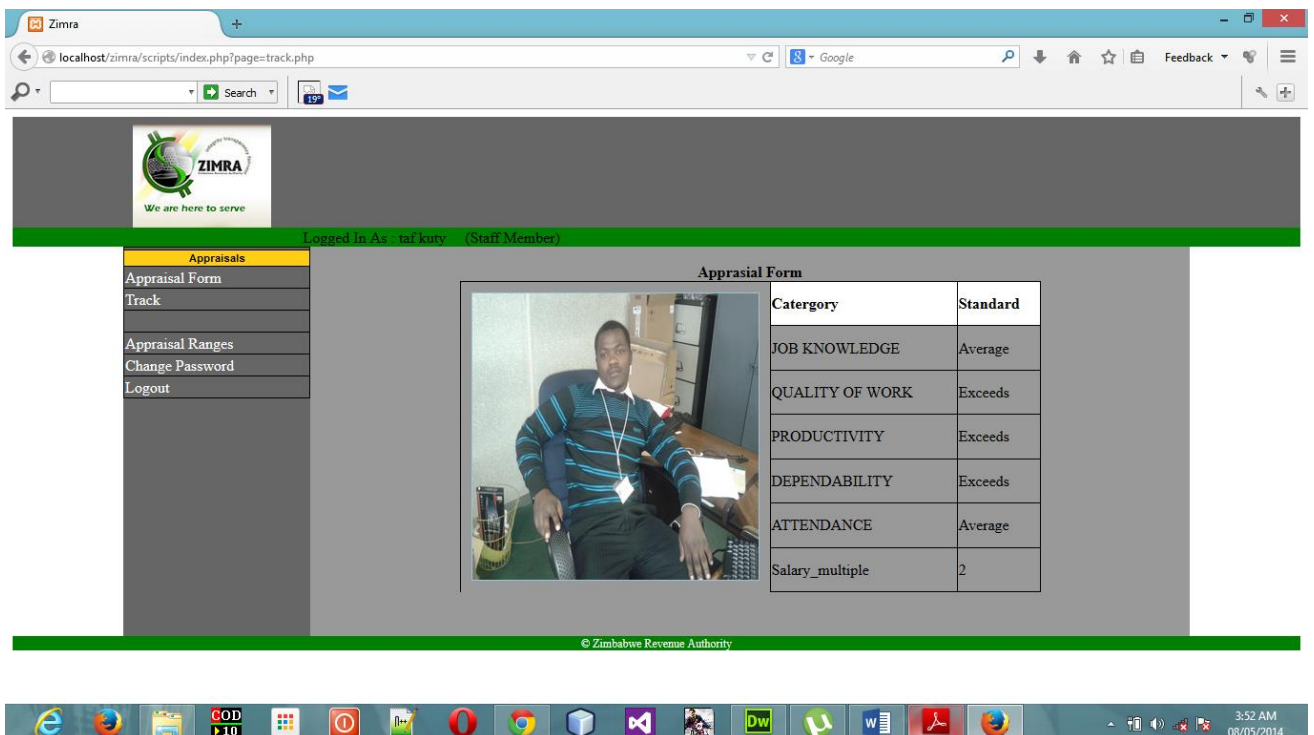 Zimra
localhost/zimra/scripts/index.php?page=track.php
Google
Feedback
Search
19°
integrity transparency
ZIMRA
We are here to serve
Logged In As : taf kuty (Staff Member)
Appraisals
Appraisal Form
Track
Appraisal Ranges
Change Password
Logout
Apprasial Form
Catergory Standard
JOB KNOWLEDGE Average
QUALITY OF WORK Exceeds
PRODUCTIVITY Exceeds
DEPENDABILITY Exceeds
ATTENDANCE Average
Salary_multiple 2
© Zimbabwe Revenue Authority
COD
10
Dw
3:52 AM
08/05/2014